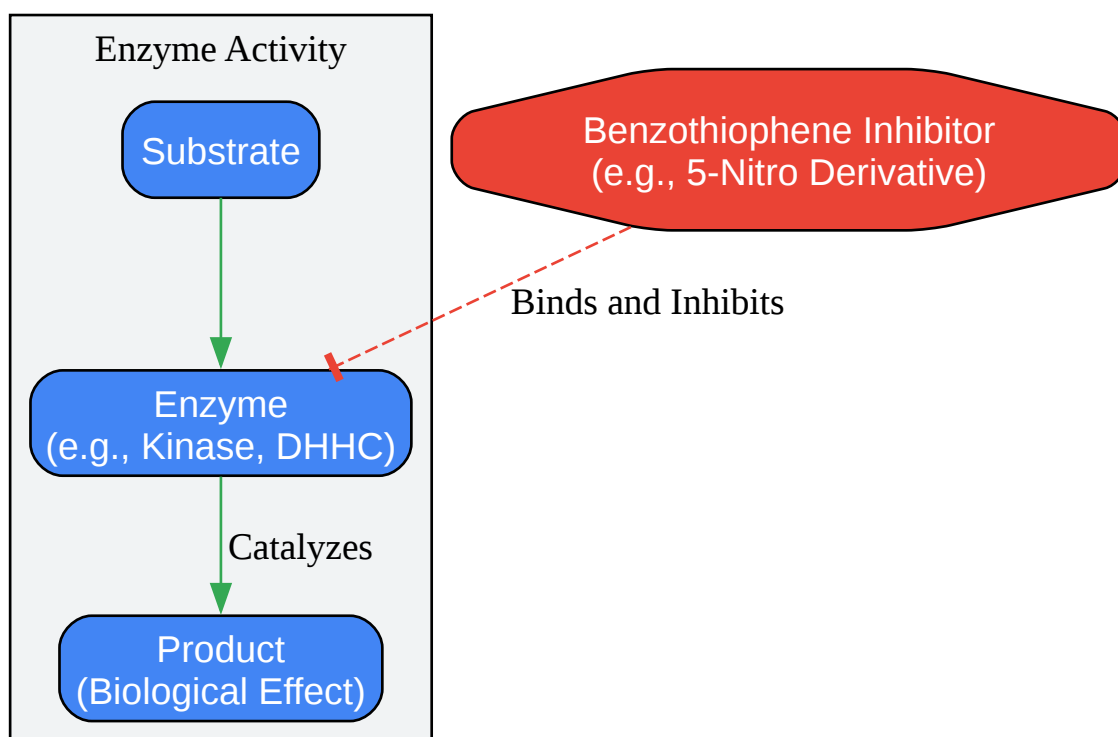 Enzyme Activity
Substrate
Benzothiophene Inhibitor
(e.g., 5-Nitro Derivative)
Binds and Inhibits
Enzyme
(e.g., Kinase, DHHC)
Catalyzes
Product
(Biological Effect)